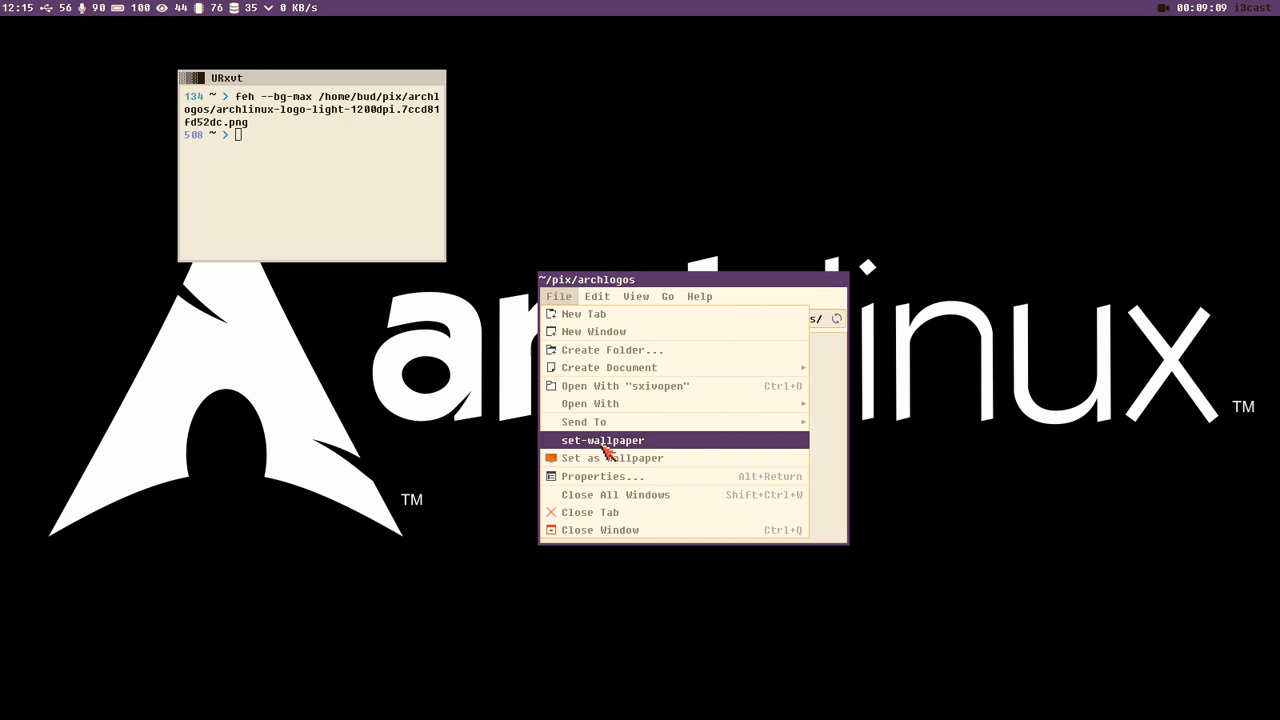 12:15 56 90 100 44 76 35 0 KB/s 00:09:09 i3cast
URxvt
134 ~ > feh --bg-max /home/bud/pix/archl
ogos/archlinux-logo-light-1200dpi.7ccd81
fd52dc.png
508 ~ >
~/pix/archlogos
File Edit View Go Help
s/
New Tab
New Window
Create Folder...
Create Document
Open With "sxivopen" Ctrl+O
Open With
Send To
set-wallpaper
Set as wallpaper
Properties... Alt+Return
Close All Windows Shift+Ctrl+W
Close Tab
Close Window Ctrl+Q
TM
TM